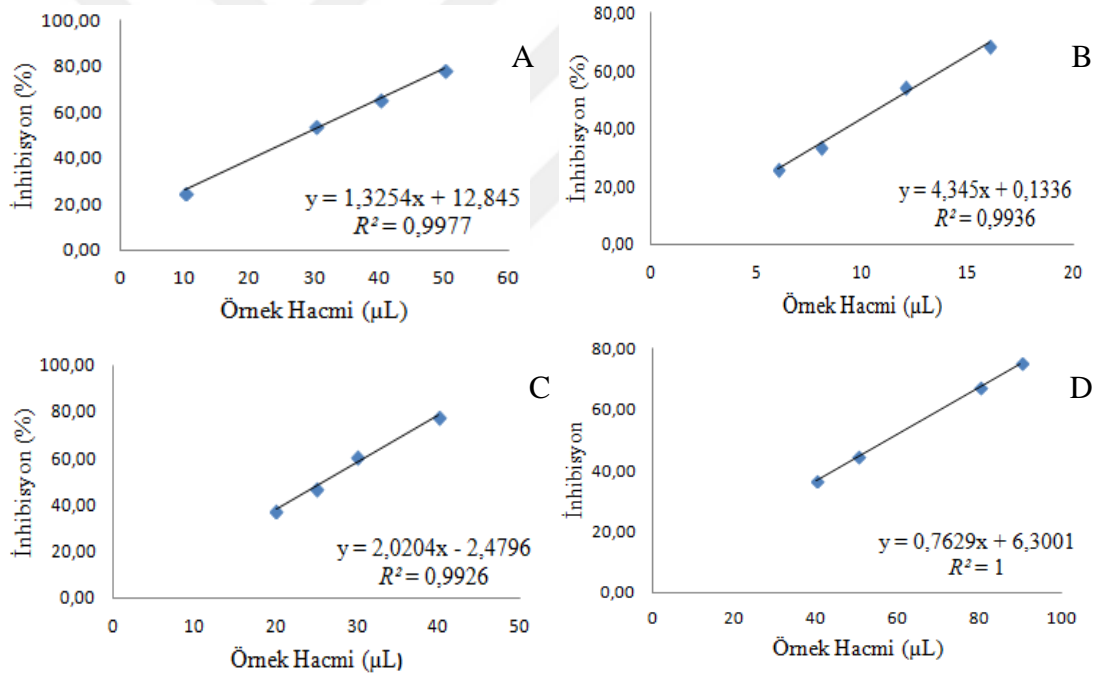 A
İnhibisyon (%)
100,00
80,00
60,00
40,00
20,00
0,00
y = 1,3254x + 12,845
R² = 0,9977
0 10 20 30 40 50 60
Örnek Hacmi (µL)
B
İnhibisyon (%)
80,00
60,00
40,00
20,00
0,00
y = 4,345x + 0,1336
R² = 0,9936
0 5 10 15 20
Örnek Hacmi (µL)
C
İnhibisyon (%)
100,00
80,00
60,00
40,00
20,00
0,00
y = 2,0204x - 2,4796
R² = 0,9926
0 10 20 30 40 50
Örnek Hacmi (µL)
D
İnhibisyon
80,00
60,00
40,00
20,00
0,00
y = 0,7629x + 6,3001
R² = 1
0 20 40 60 80 100
Örnek Hacmi (µL)